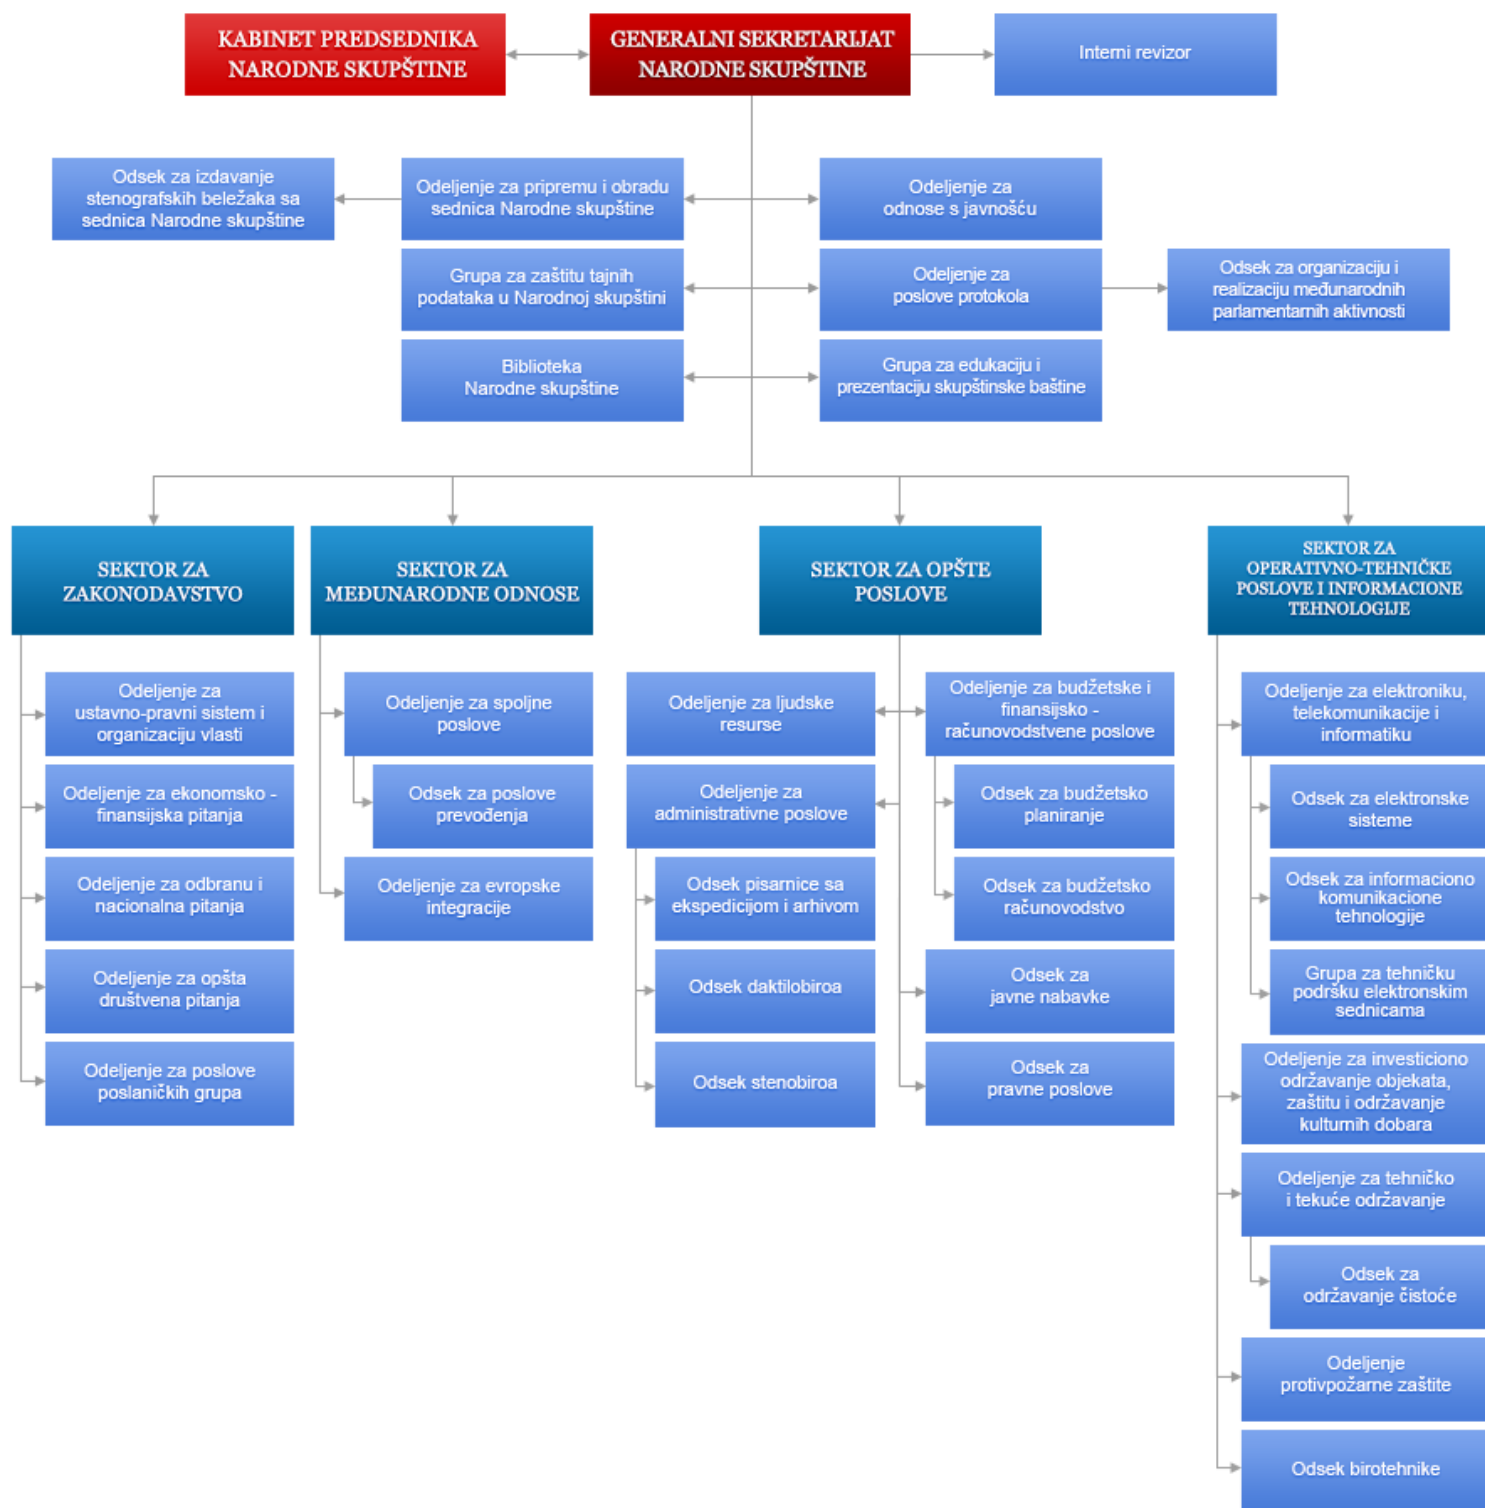 KABINET PREDSEDNIKA
NARODNE SKUPŠTINE
GENERALNI SEKRETARIJAT
NARODNE SKUPŠTINE
Interni revizor
Odsek za izdavanje
stenografskih beležaka sa
sednica Narodne skupštine
Odeljenje za pripremu i obradu
sednica Narodne skupštine
Odeljenje za
odnose s javnošću
Grupa za zaštitu tajnih
podataka u Narodnoj skupštini
Odeljenje za
poslove protokola
Odsek za organizaciju i
realizaciju međunarodnih
parlamentarnih aktivnosti
Biblioteka
Narodne skupštine
Grupa za edukaciju i
prezentaciju skupštinske baštine
SEKTOR ZA
ZAKONODAVSTVO
Odeljenje za
ustavno-pravni sistem i
organizaciju vlasti
Odeljenje za ekonomsko -
finansijska pitanja
Odeljenje za odbranu i
nacionalna pitanja
Odeljenje za opšta
društvena pitanja
Odeljenje za poslove
poslaničkih grupa
SEKTOR ZA
MEĐUNARODNE ODNOSE
Odeljenje za spoljne
poslove
Odsek za poslove
prevođenja
Odeljenje za evropske
integracije
SEKTOR ZA OPŠTE
POSLOVE
Odeljenje za ljudske
resurse
Odeljenje za
administrativne poslove
Odsek pisarnice sa
ekspedicijom i arhivom
Odsek daktilobiroa
Odsek stenobiroa
Odeljenje za budžetske i
finansijsko -
računovodstvene poslove
Odsek za budžetsko
planiranje
Odsek za budžetsko
računovodstvo
Odsek za
javne nabavke
Odsek za
pravne poslove
SEKTOR ZA
OPERATIVNO-TEHNIČKE
POSLOVE I INFORMACIONE
TEHNOLOGIJE
Odeljenje za elektroniku,
telekomunikacije i
informatiku
Odsek za elektronske
sisteme
Odsek za informaciono
komunikacione
tehnologije
Grupa za tehničku
podršku elektronskim
sednicama
Odeljenje za investiciono
održavanje objekata,
zaštitu i održavanje
kulturnih dobara
Odeljenje za tehničko
i tekuće održavanje
Odsek za
održavanje čistoće
Odeljenje
protivpožarne zaštite
Odsek birotehnike